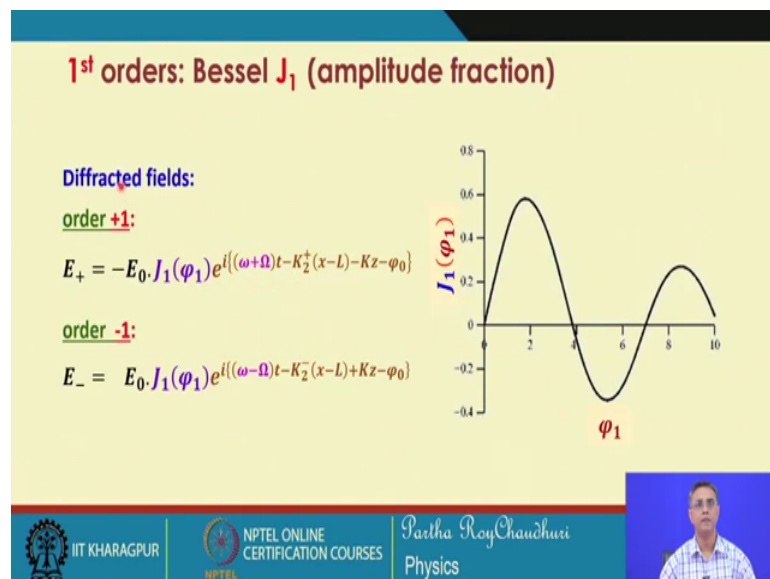 1st orders: Bessel J₁ (amplitude fraction)
Diffracted fields:
order +1:
E₊ = −E₀.J₁(φ₁)e^{i{(ω+Ω)t−K₂⁺(x−L)−Kz−φ₀}}
order -1:
E₋ = E₀.J₁(φ₁)e^{i{(ω−Ω)t−K₂⁻(x−L)+Kz−φ₀}}
J₁(φ₁)
0.8
0.6
0.4
0.2
0
−0.2
−0.4
0 2 4 6 8 10
φ₁
IIT KHARAGPUR
NPTEL
NPTEL ONLINE
CERTIFICATION COURSES
Partha RoyChaudhuri
Physics